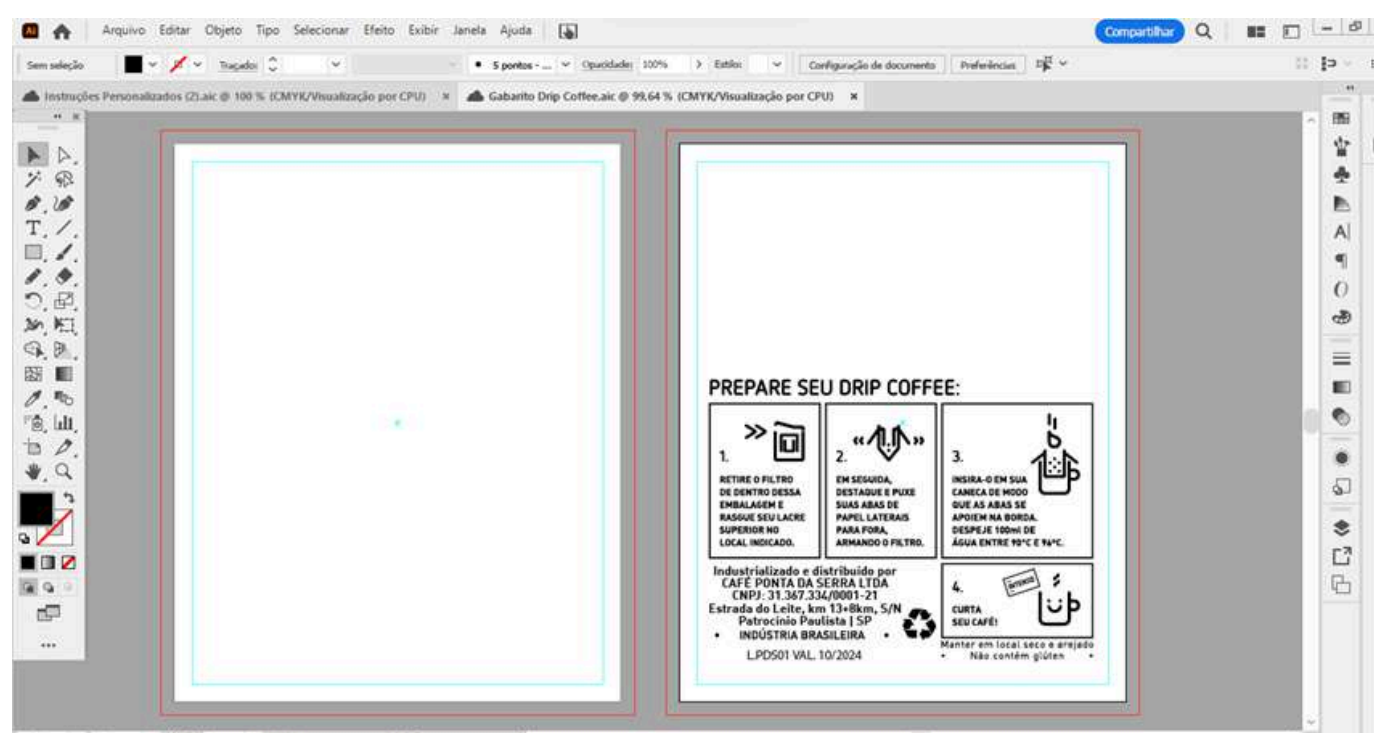 Ai Arquivo Editar Objeto Tipo Selecionar Efeito Exibir Janela Ajuda Compartilhar
Sem seleção Traçado: 5 pontos - ... Opacidade: 100% Estilo: Configuração de documento Preferências
Instruções Personalizados (2).aic @ 100 % (CMYK/Visualização por CPU) × Gabarito Drip Coffee.aic @ 99,64 % (CMYK/Visualização por CPU) ×
PREPARE SEU DRIP COFFEE:
1.
RETIRE O FILTRO
DE DENTRO DESSA
EMBALAGEM E
RASGUE SEU LACRE
SUPERIOR NO
LOCAL INDICADO.
2.
EM SEGUIDA,
DESTAQUE E PUXE
SUAS ABAS DE
PAPEL LATERAIS
PARA FORA,
ARMANDO O FILTRO.
3.
INSIRA-O EM SUA
CANECA DE MODO
QUE AS ABAS SE
APOIEM NA BORDA.
DESPEJE 100ml DE
ÁGUA ENTRE 90°C E 96°C.
4.
INTENSO
CURTA
SEU CAFÉ!
Industrializado e distribuído por
CAFÉ PONTA DA SERRA LTDA
CNPJ: 31.367.334/0001-21
Estrada do Leite, km 13+8km, S/N
Patrocínio Paulista | SP
• INDÚSTRIA BRASILEIRA •
L.PDS01 VAL. 10/2024
Manter em local seco e arejado
• Não contém glúten •